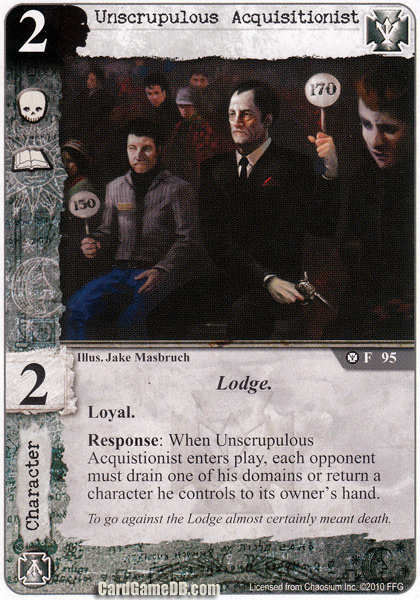 2
Unscrupulous Acquisitionist
170
150
Illus. Jake Masbruch
F 95
2
Lodge.
Loyal.
Response: When Unscrupulous
Acquistionist enters play, each opponent
must drain one of his domains or return a
character he controls to its owner's hand.
To go against the Lodge almost certainly meant death.
Character
Licensed from Chaosium Inc. ©2010 FFG
CardGameDB.com